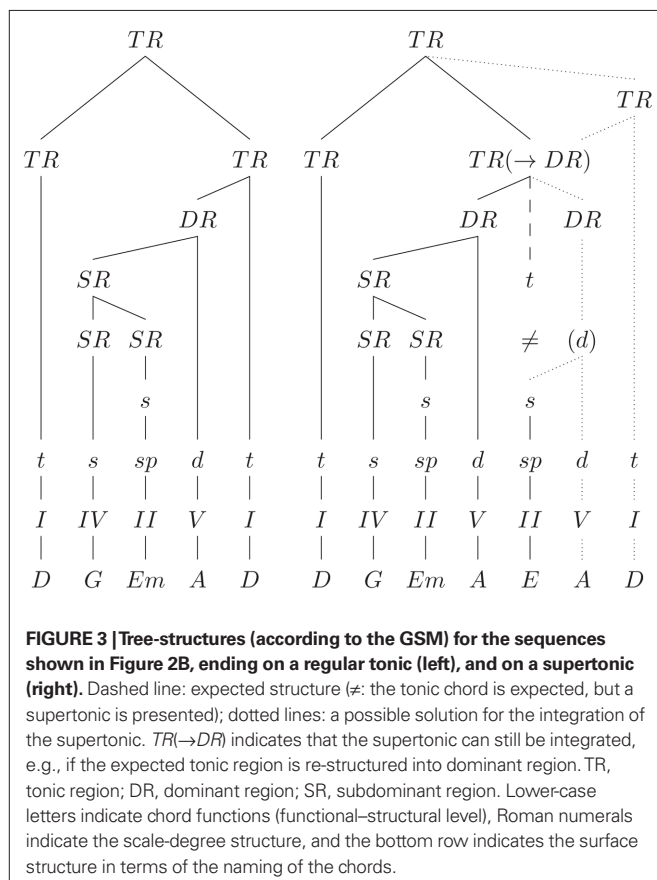 TR TR
TR
TR TR TR TR(→ DR)
DR DR DR
SR SR t
SR SR SR SR ≠ (d)
s s s
t s sp d t t s sp d sp d t
I IV II V I I IV II V II V I
D G Em A D D G Em A E A D
FIGURE 3 | Tree-structures (according to the GSM) for the sequences
shown in Figure 2B, ending on a regular tonic (left), and on a supertonic
(right). Dashed line: expected structure (≠: the tonic chord is expected, but a
supertonic is presented); dotted lines: a possible solution for the integration of
the supertonic. TR(→DR) indicates that the supertonic can still be integrated,
e.g., if the expected tonic region is re-structured into dominant region. TR,
tonic region; DR, dominant region; SR, subdominant region. Lower-case
letters indicate chord functions (functional–structural level), Roman numerals
indicate the scale-degree structure, and the bottom row indicates the surface
structure in terms of the naming of the chords.